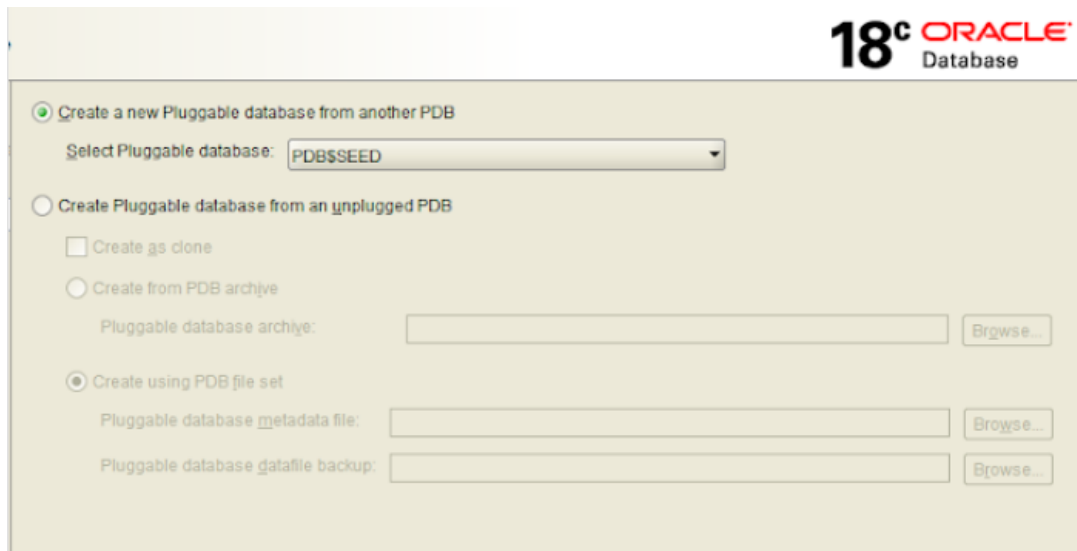 18c ORACLE
Database
Create a new Pluggable database from another PDB
Select Pluggable database: PDB$SEED
Create Pluggable database from an unplugged PDB
Create as clone
Create from PDB archive
Pluggable database archive: Browse...
Create using PDB file set
Pluggable database metadata file: Browse...
Pluggable database datafile backup: Browse...